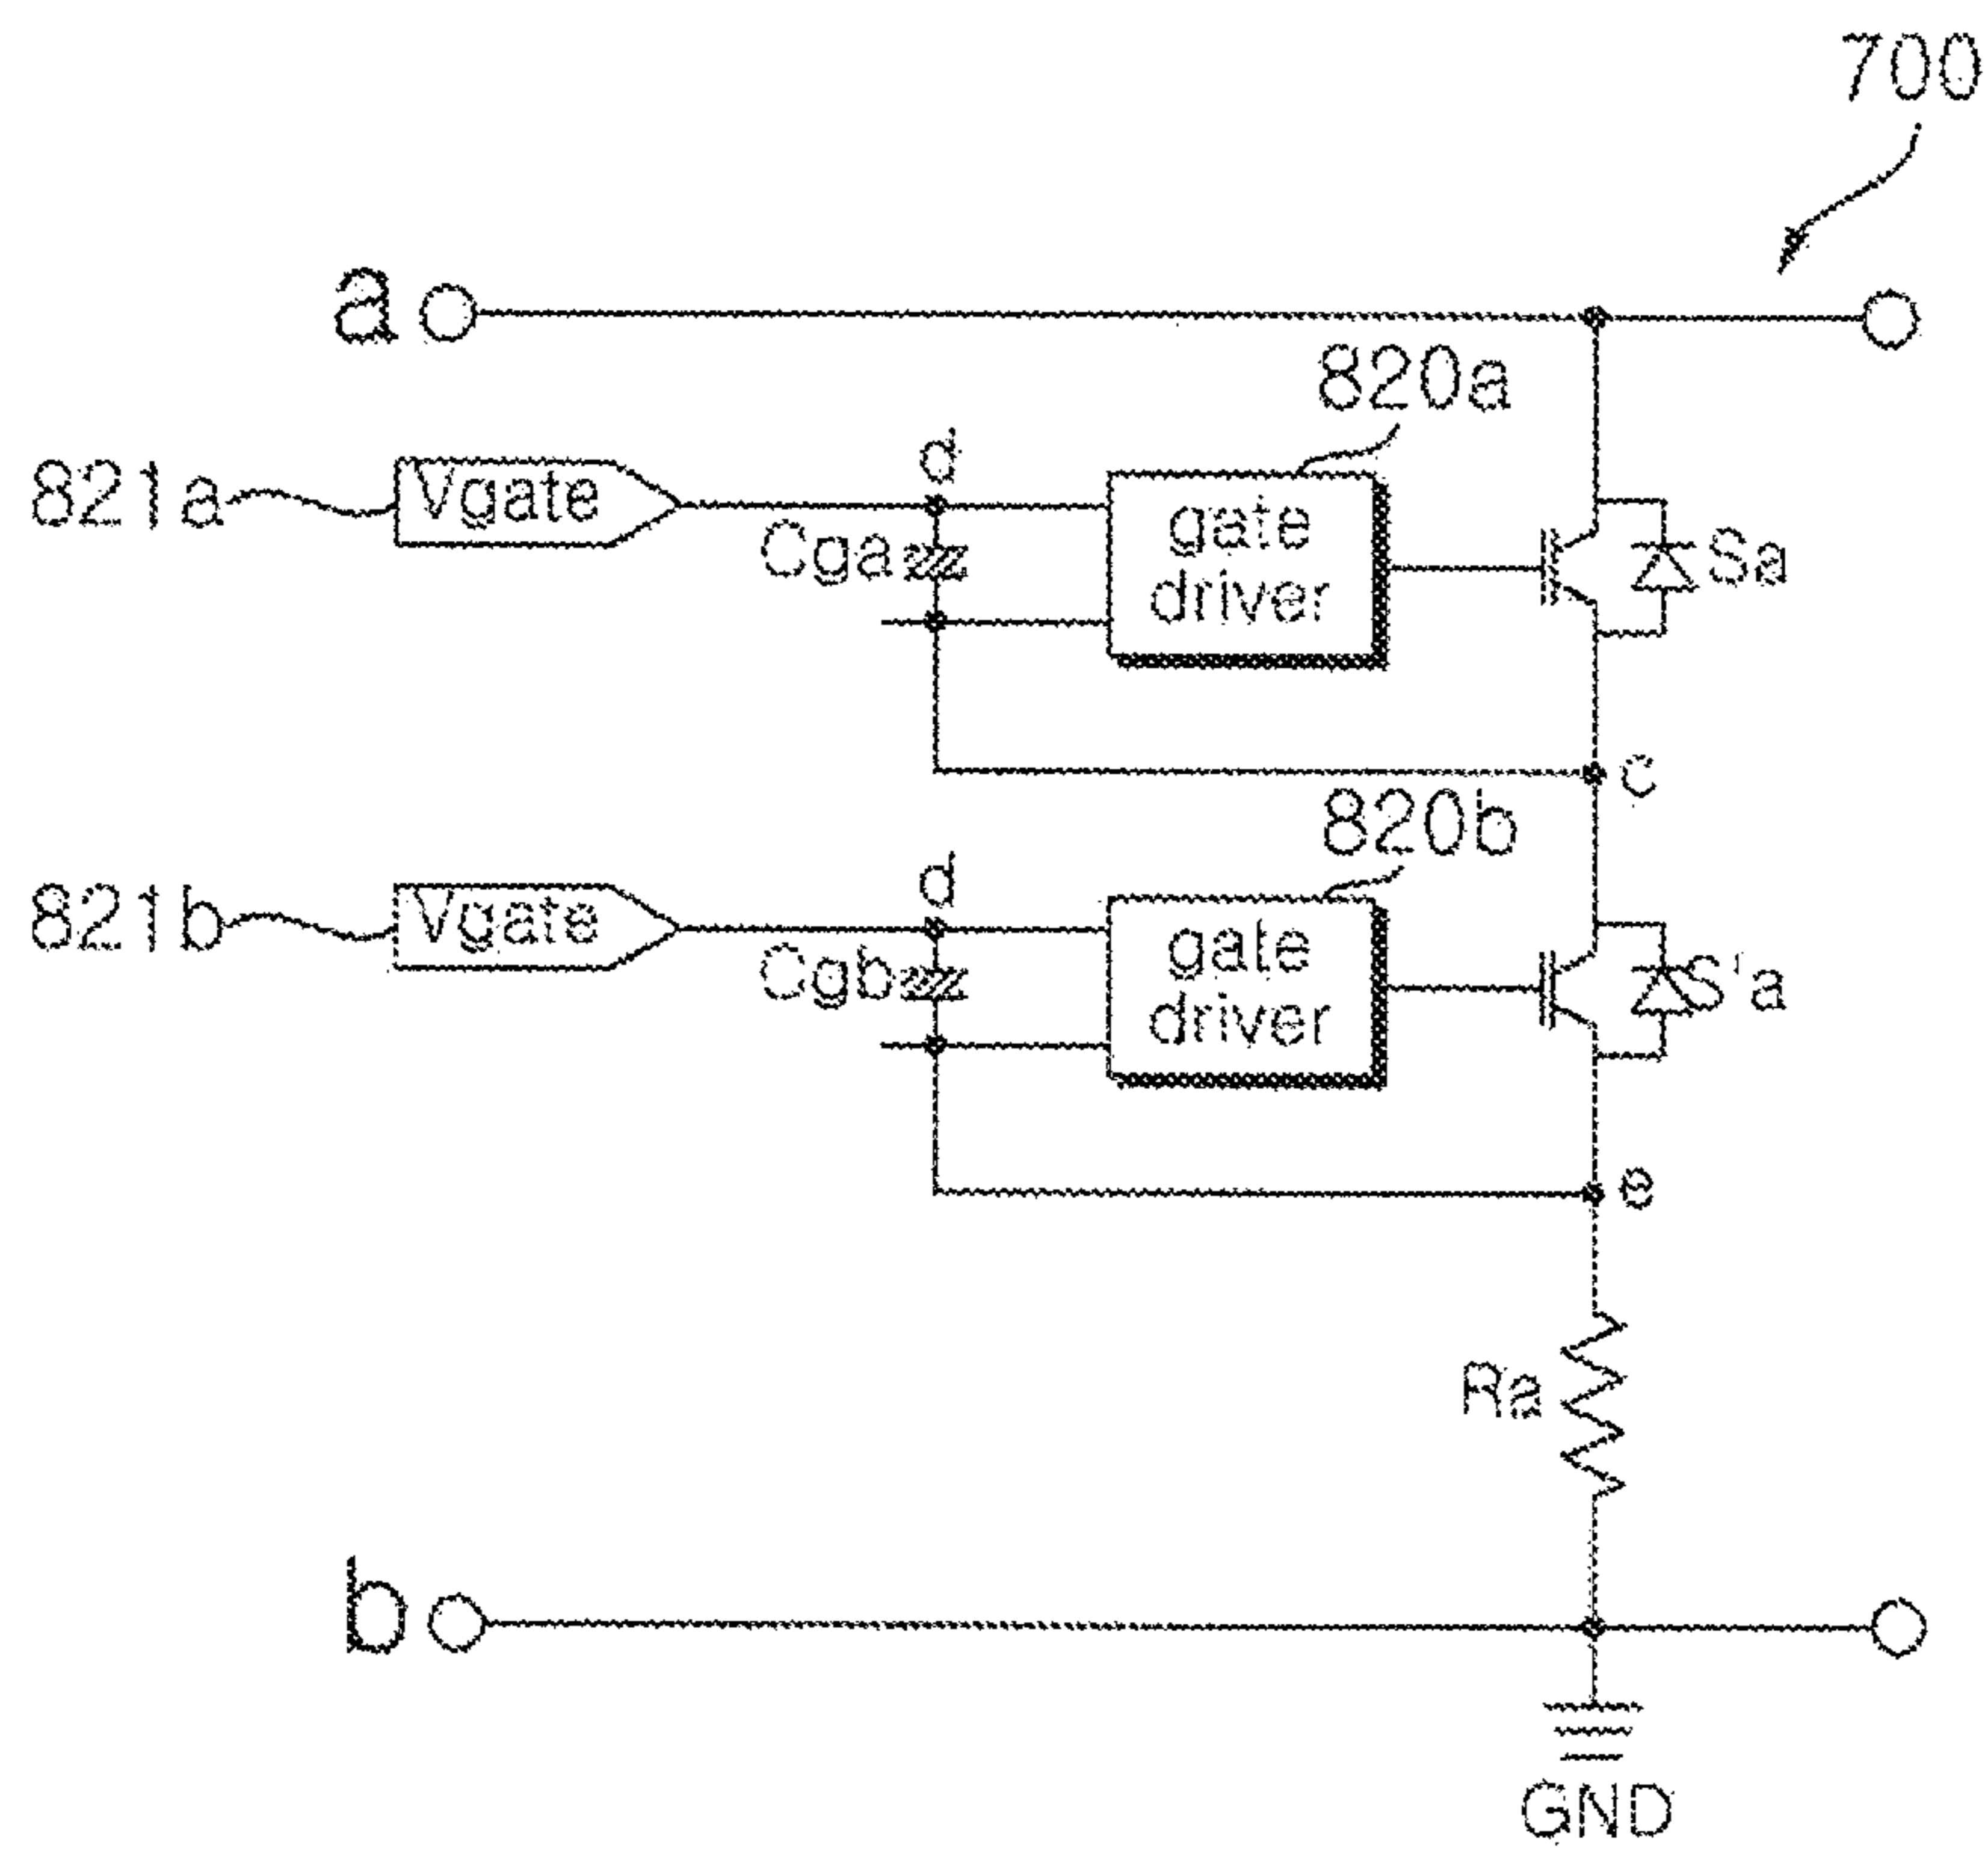 700
a
820a
821a
Vgate
d
Cga
gate
driver
Sa
c
820b
821b
Vgate
d
Cgb
gate
driver
S'a
e
Ra
b
GND